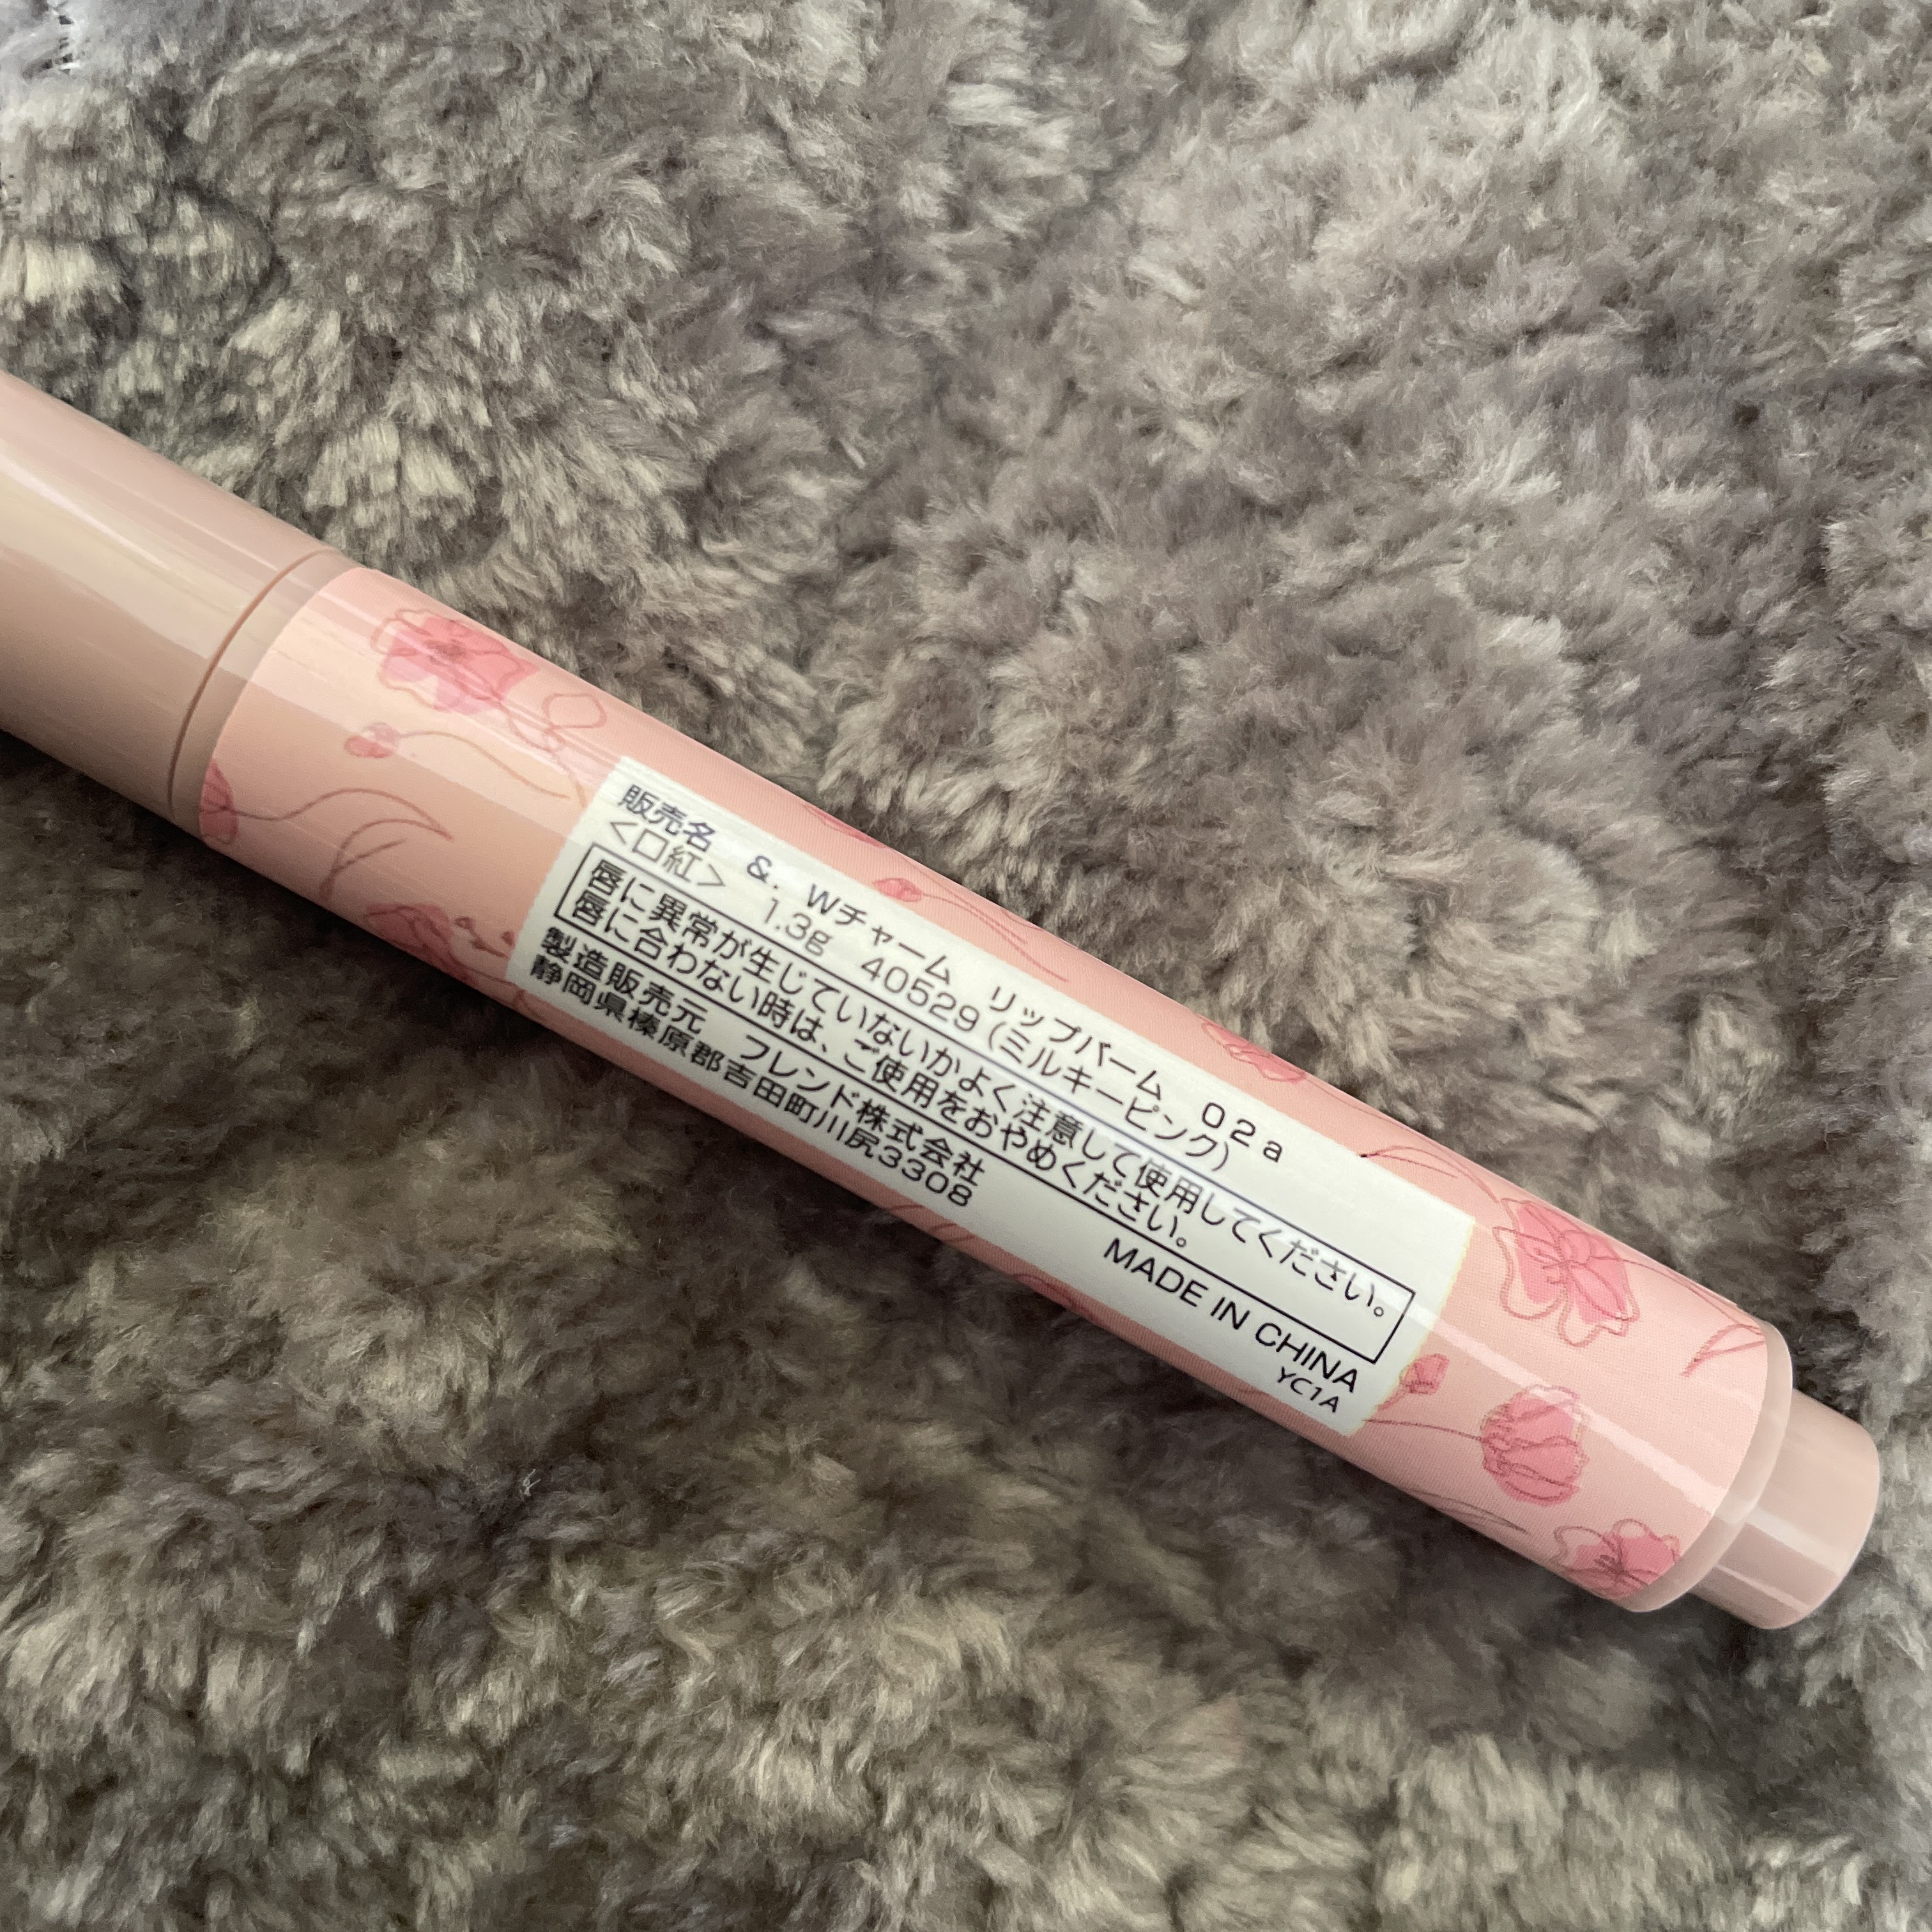 販売名 &. Wチャーム リップバーム 02a
<口紅> 1.3g 40529(ミルキーピンク)
唇に異常が生じていないかよく注意して使用してください。
唇に合わない時は、ご使用をおやめください。
製造販売元 フレンド株式会社
静岡県榛原郡吉田町川尻3308
MADE IN CHINA
YC1A